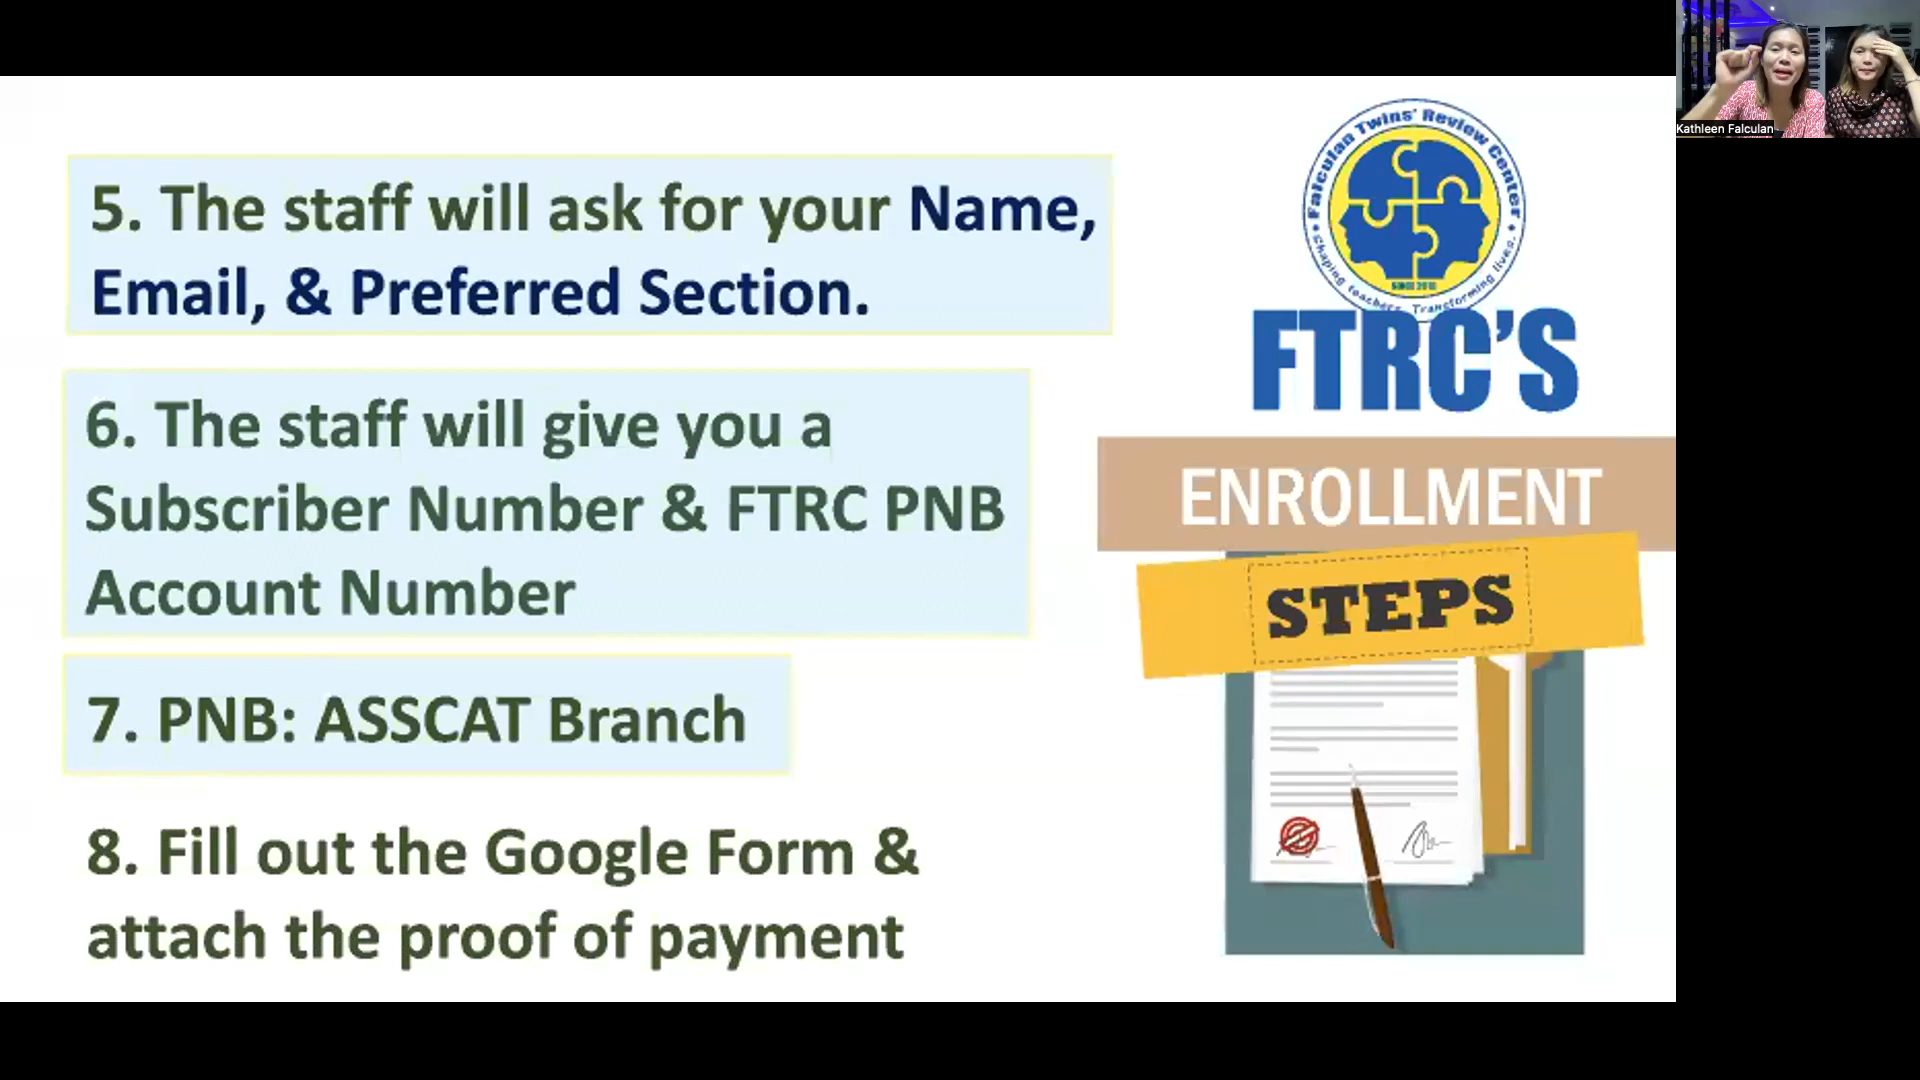 5. The staff will ask for your Name,
Email, & Preferred Section.
6. The staff will give you a
Subscriber Number & FTRC PNB
Account Number
7. PNB: ASSCAT Branch
8. Fill out the Google Form &
attach the proof of payment
Falculan Twins' Review Center
SINCE 2018
Shaping teachers. Transforming lives.
FTRC'S
ENROLLMENT
STEPS
Kathleen Falculan